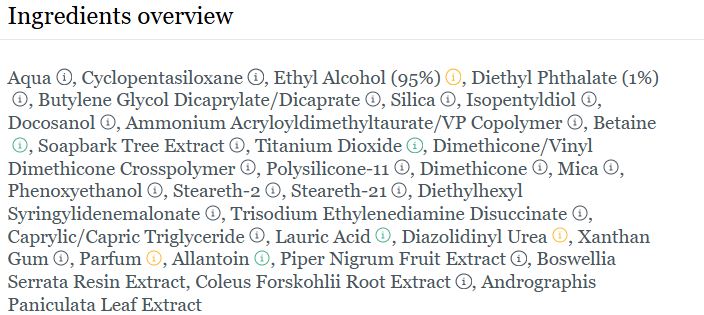 Ingredients overview
Aqua ⓘ, Cyclopentasiloxane ⓘ, Ethyl Alcohol (95%) ⓘ, Diethyl Phthalate (1%)
ⓘ, Butylene Glycol Dicaprylate/Dicaprate ⓘ, Silica ⓘ, Isopentyldiol ⓘ,
Docosanol ⓘ, Ammonium Acryloyldimethyltaurate/VP Copolymer ⓘ, Betaine
ⓘ, Soapbark Tree Extract ⓘ, Titanium Dioxide ⓘ, Dimethicone/Vinyl
Dimethicone Crosspolymer ⓘ, Polysilicone-11 ⓘ, Dimethicone ⓘ, Mica ⓘ,
Phenoxyethanol ⓘ, Steareth-2 ⓘ, Steareth-21 ⓘ, Diethylhexyl
Syringylidenemalonate ⓘ, Trisodium Ethylenediamine Disuccinate ⓘ,
Caprylic/Capric Triglyceride ⓘ, Lauric Acid ⓘ, Diazolidinyl Urea ⓘ, Xanthan
Gum ⓘ, Parfum ⓘ, Allantoin ⓘ, Piper Nigrum Fruit Extract ⓘ, Boswellia
Serrata Resin Extract, Coleus Forskohlii Root Extract ⓘ, Andrographis
Paniculata Leaf Extract